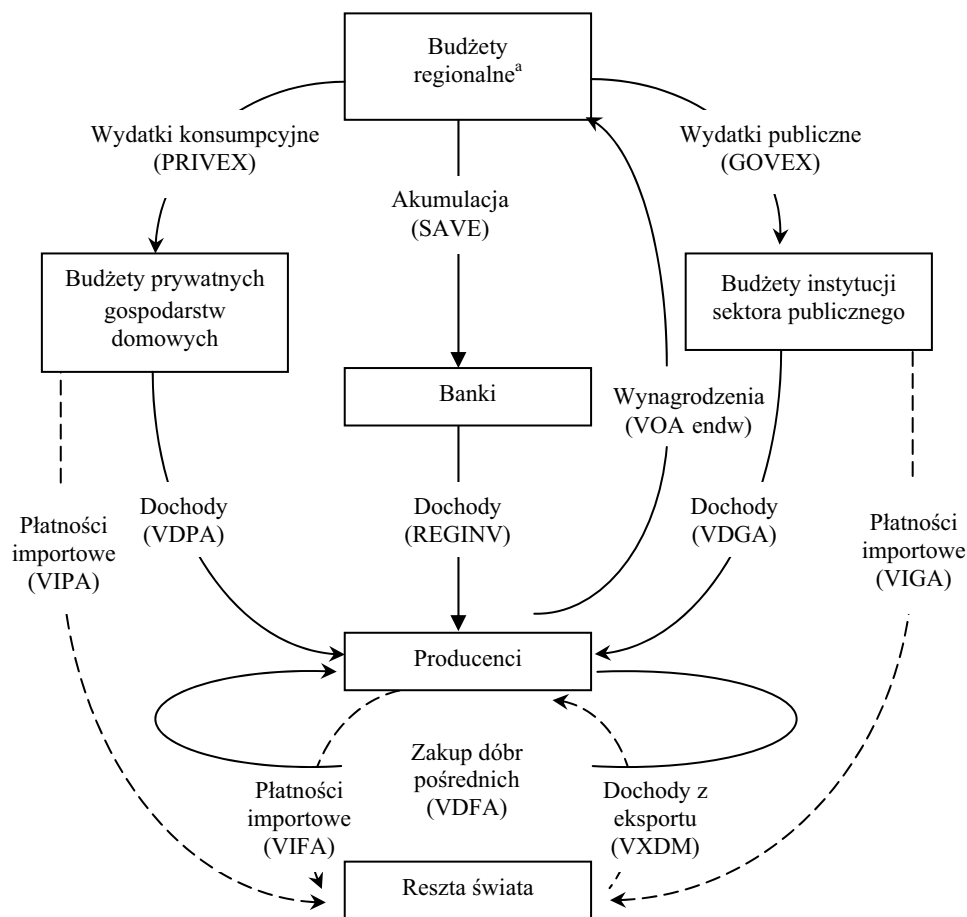 Budżety
regionalneᵃ
Wydatki konsumpcyjne
(PRIVEX)
Wydatki publiczne
(GOVEX)
Akumulacja
(SAVE)
Budżety prywatnych
gospodarstw
domowych
Budżety instytucji
sektora publicznego
Banki
Wynagrodzenia
(VOA endw)
Płatności
importowe
(VIPA)
Dochody
(VDPA)
Dochody
(REGINV)
Dochody
(VDGA)
Płatności
importowe
(VIGA)
Producenci
Płatności
importowe
(VIFA)
Zakup dóbr
pośrednich
(VDFA)
Dochody z
eksportu
(VXDM)
Reszta świata